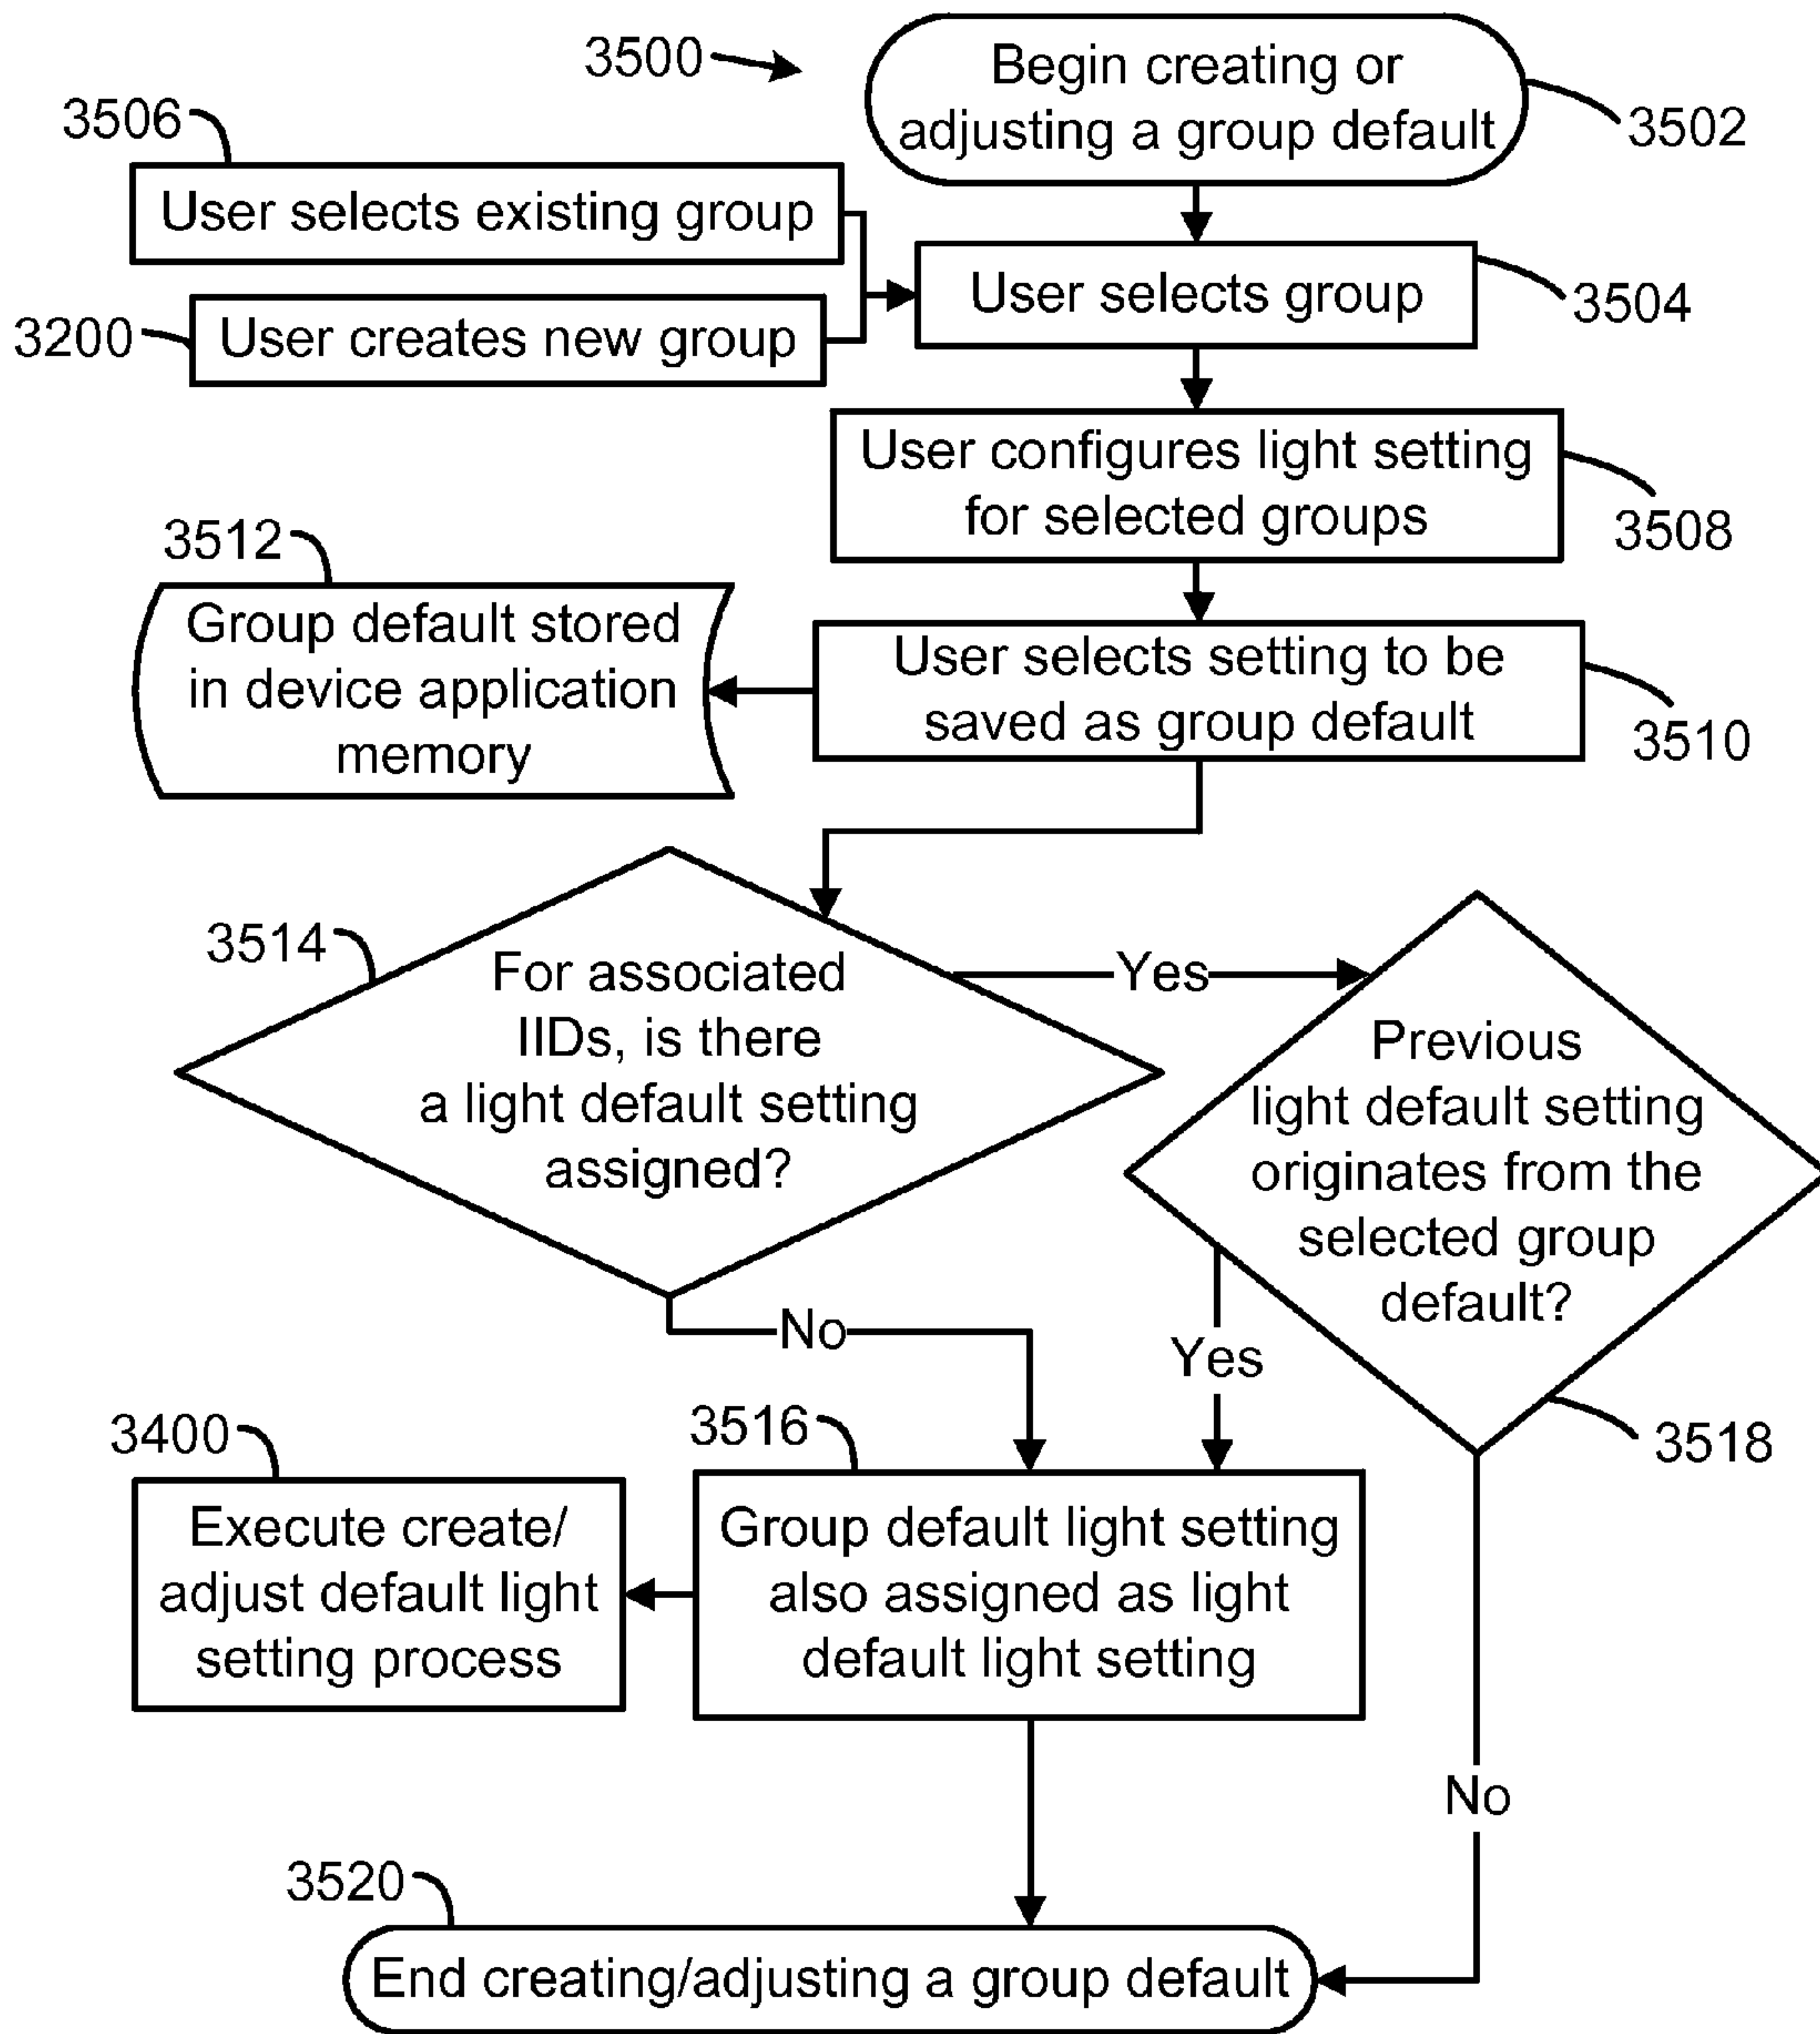 3500
Begin creating or
adjusting a group default
3502
3506
User selects existing group
User selects group
3504
3200
User creates new group
User configures light setting
for selected groups
3508
3512
Group default stored
in device application
memory
User selects setting to be
saved as group default
3510
3514
For associated
IIDs, is there
a light default setting
assigned?
Yes
Previous
light default setting
originates from the
selected group
default?
No
Yes
3518
3400
Execute create/
adjust default light
setting process
3516
Group default light setting
also assigned as light
default light setting
No
3520
End creating/adjusting a group default